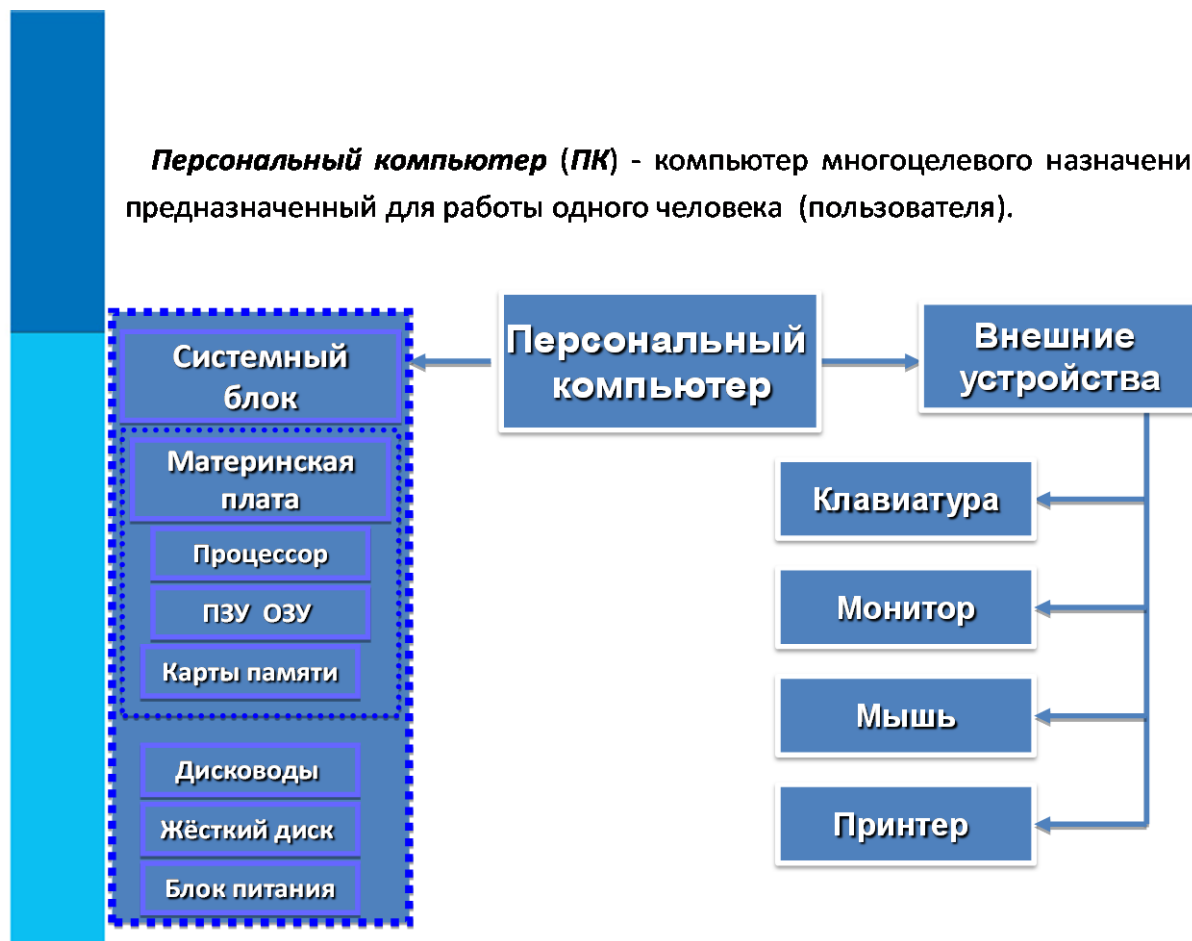 Персональный компьютер (ПК) - компьютер многоцелевого назначени
предназначенный для работы одного человека (пользователя).
Системный
блок
Материнская
плата
Процессор
ПЗУ ОЗУ
Карты памяти
Дисководы
Жёсткий диск
Блок питания
Персональный
компьютер
Внешние
устройства
Клавиатура
Монитор
Мышь
Принтер